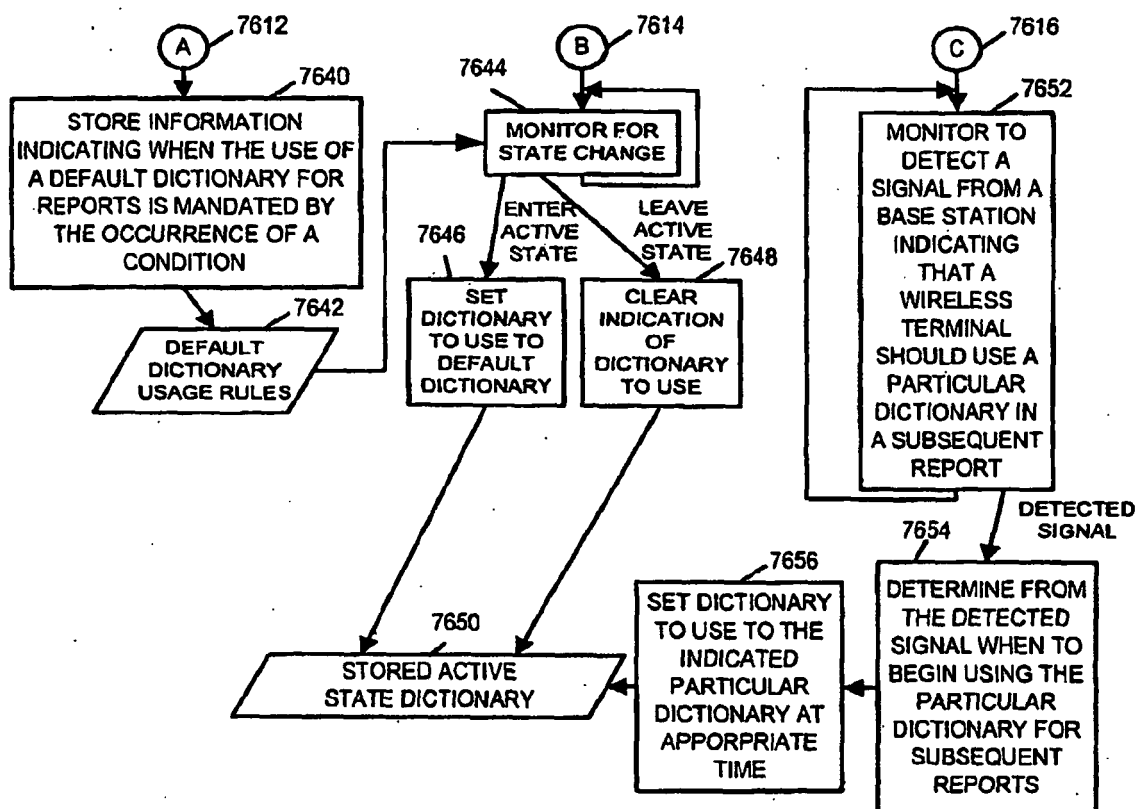 A
7612
7640
STORE INFORMATION
INDICATING WHEN THE USE OF
A DEFAULT DICTIONARY FOR
REPORTS IS MANDATED BY
THE OCCURRENCE OF A
CONDITION
7642
DEFAULT
DICTIONARY
USAGE RULES
B
7614
7644
MONITOR FOR
STATE CHANGE
ENTER
ACTIVE
STATE
LEAVE
ACTIVE
STATE
7646
SET
DICTIONARY
TO USE TO
DEFAULT
DICTIONARY
7648
CLEAR
INDICATION
OF
DICTIONARY
TO USE
7650
STORED ACTIVE
STATE DICTIONARY
C
7616
7652
MONITOR TO
DETECT A
SIGNAL FROM A
BASE STATION
INDICATING
THAT A
WIRELESS
TERMINAL
SHOULD USE A
PARTICULAR
DICTIONARY IN
A SUBSEQUENT
REPORT
DETECTED
SIGNAL
7654
DETERMINE FROM
THE DETECTED
SIGNAL WHEN TO
BEGIN USING THE
PARTICULAR
DICTIONARY FOR
SUBSEQUENT
REPORTS
7656
SET DICTIONARY
TO USE TO THE
INDICATED
PARTICULAR
DICTIONARY AT
APPORPRIATE
TIME